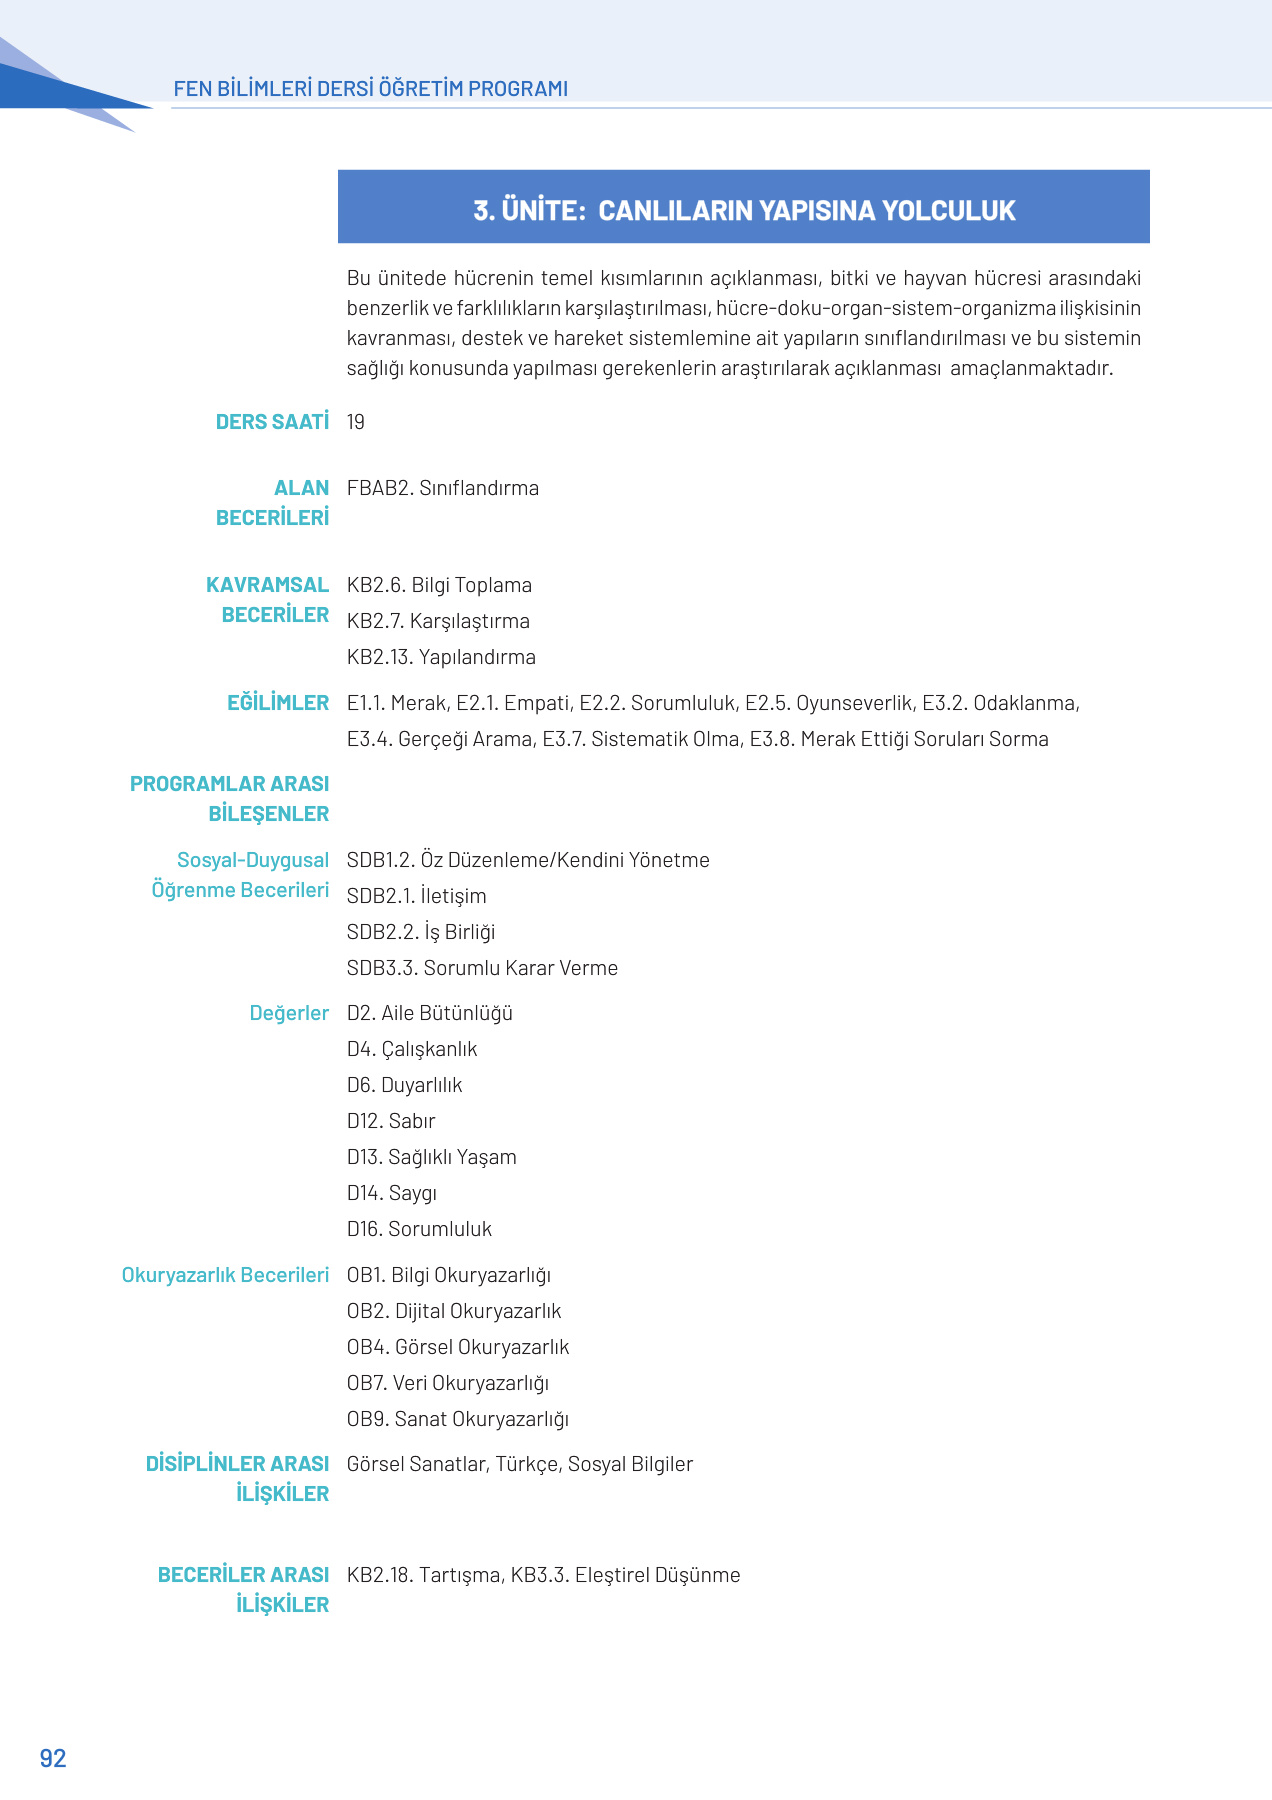 FEN BİLİMLERİ DERSİ ÖĞRETİM PROGRAMI
3. ÜNİTE: CANLILARIN YAPISINA YOLCULUK
Bu ünitede hücrenin temel kısımlarının açıklanması, bitki ve hayvan hücresi arasındaki
benzerlik ve farklılıkların karşılaştırılması, hücre-doku-organ-sistem-organizma ilişkisinin
kavranması, destek ve hareket sistemlemine ait yapıların sınıflandırılması ve bu sistemin
sağlığı konusunda yapılması gerekenlerin araştırılarak açıklanması amaçlanmaktadır.
DERS SAATİ 19
ALAN FBAB2. Sınıflandırma
BECERİLERİ
KAVRAMSAL KB2.6. Bilgi Toplama
BECERİLER KB2.7. Karşılaştırma
KB2.13. Yapılandırma
EĞİLİMLER E1.1. Merak, E2.1. Empati, E2.2. Sorumluluk, E2.5. Oyunseverlik, E3.2. Odaklanma,
E3.4. Gerçeği Arama, E3.7. Sistematik Olma, E3.8. Merak Ettiği Soruları Sorma
PROGRAMLAR ARASI
BİLEŞENLER
Sosyal-Duygusal SDB1.2. Öz Düzenleme/Kendini Yönetme
Öğrenme Becerileri SDB2.1. İletişim
SDB2.2. İş Birliği
SDB3.3. Sorumlu Karar Verme
Değerler D2. Aile Bütünlüğü
D4. Çalışkanlık
D6. Duyarlılık
D12. Sabır
D13. Sağlıklı Yaşam
D14. Saygı
D16. Sorumluluk
Okuryazarlık Becerileri OB1. Bilgi Okuryazarlığı
OB2. Dijital Okuryazarlık
OB4. Görsel Okuryazarlık
OB7. Veri Okuryazarlığı
OB9. Sanat Okuryazarlığı
DİSİPLİNLER ARASI Görsel Sanatlar, Türkçe, Sosyal Bilgiler
İLİŞKİLER
BECERİLER ARASI KB2.18. Tartışma, KB3.3. Eleştirel Düşünme
İLİŞKİLER
92